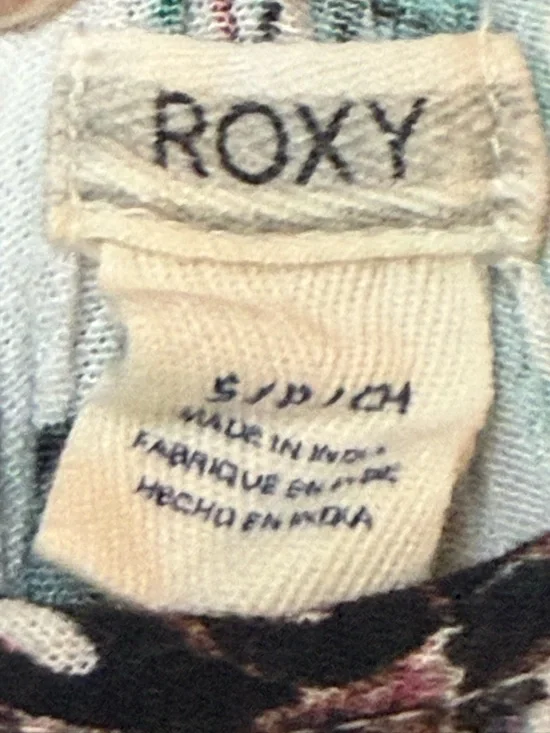 ROXY
S/P/CH
MADE IN INDIA
FABRIQUE EN INDE
HECHO EN INDIA